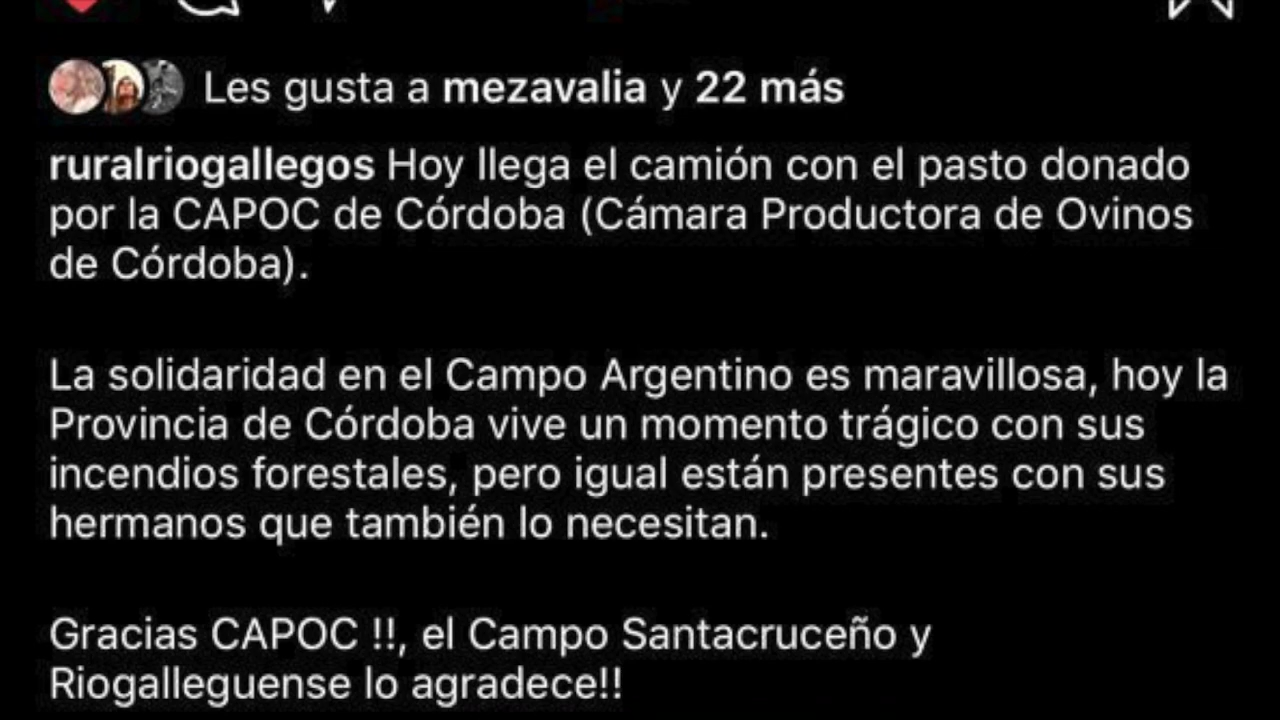 Les gusta a mezavalia y 22 más
ruralriogallegos Hoy llega el camión con el pasto donado
por la CAPOC de Córdoba (Cámara Productora de Ovinos
de Córdoba).
La solidaridad en el Campo Argentino es maravillosa, hoy la
Provincia de Córdoba vive un momento trágico con sus
incendios forestales, pero igual están presentes con sus
hermanos que también lo necesitan.
Gracias CAPOC !!, el Campo Santacruceño y
Riogalleguense lo agradece!!